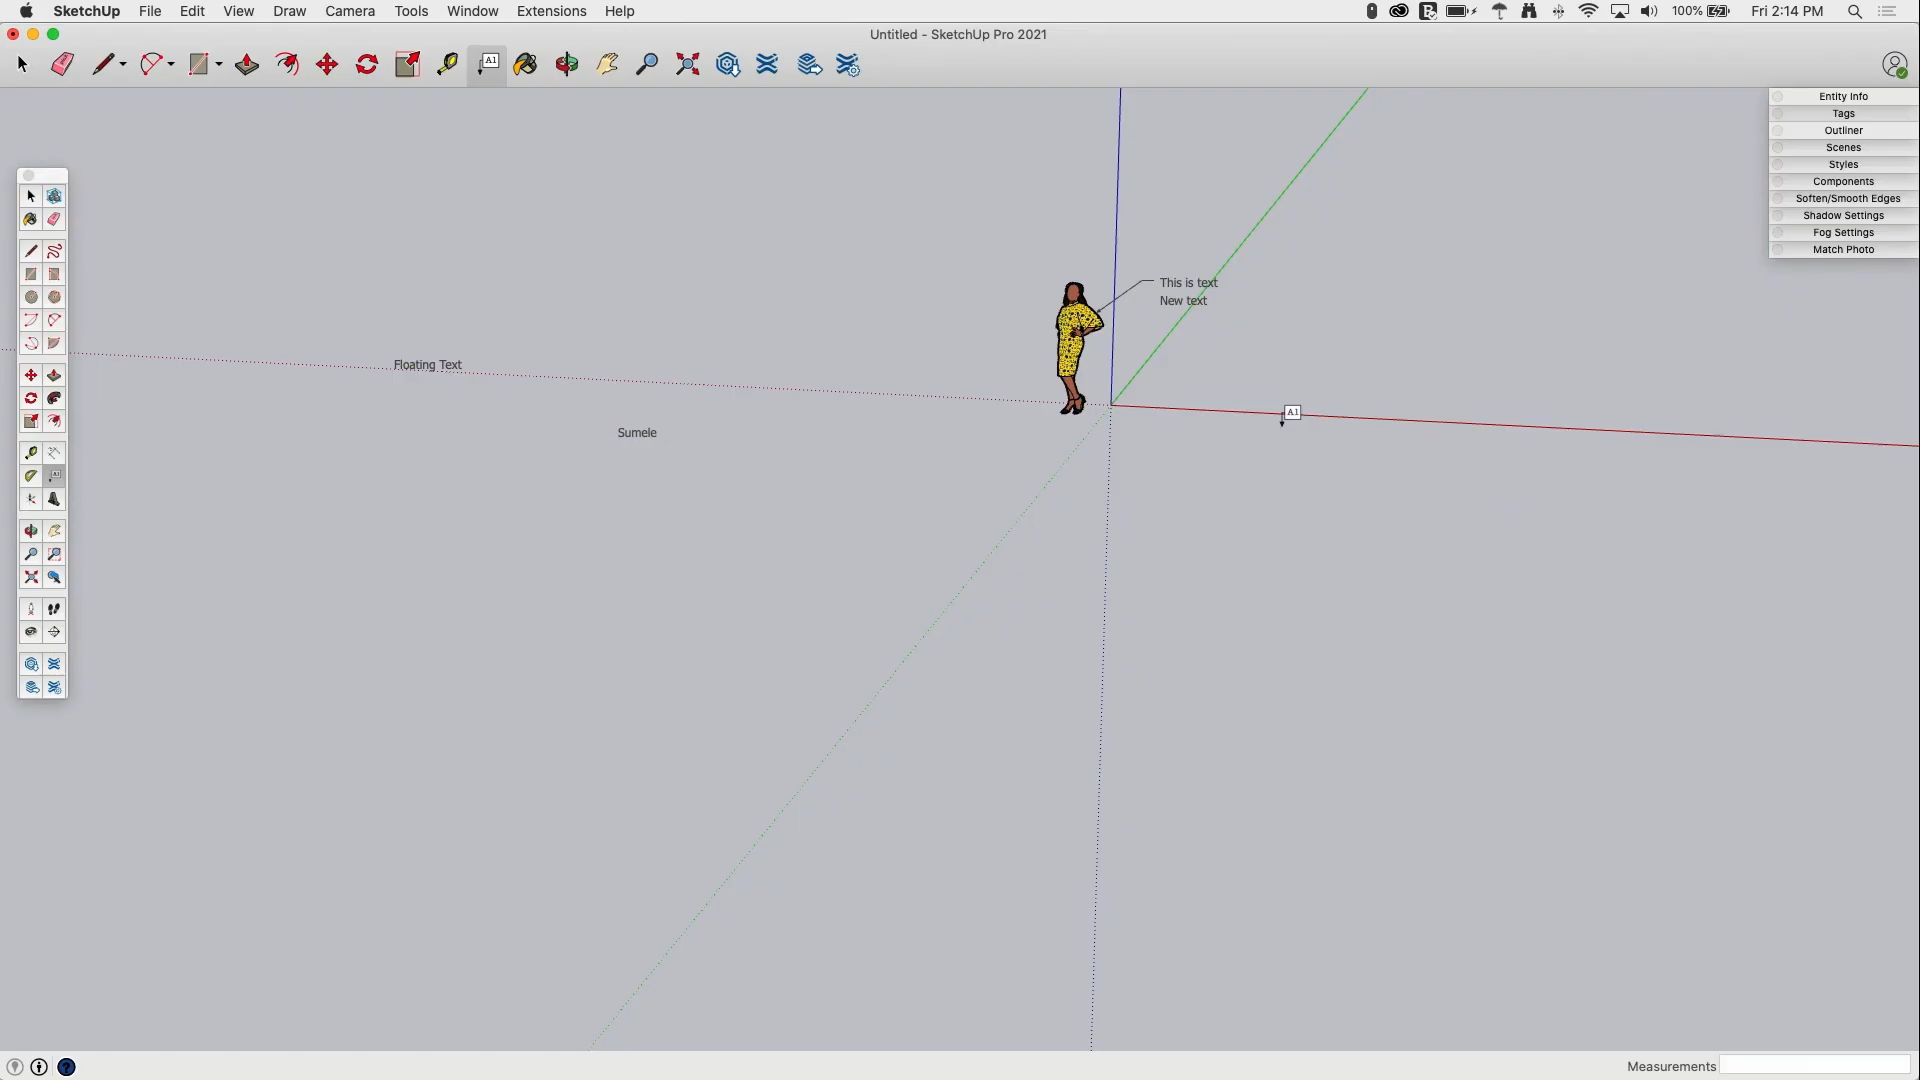 SketchUp File Edit View Draw Camera Tools Window Extensions Help
100% Fri 2:14 PM
Untitled - SketchUp Pro 2021
A1
Entity Info
Tags
Outliner
Scenes
Styles
Components
Soften/Smooth Edges
Shadow Settings
Fog Settings
Match Photo
This is text
New text
Floating Text
A1
Sumele
Measurements